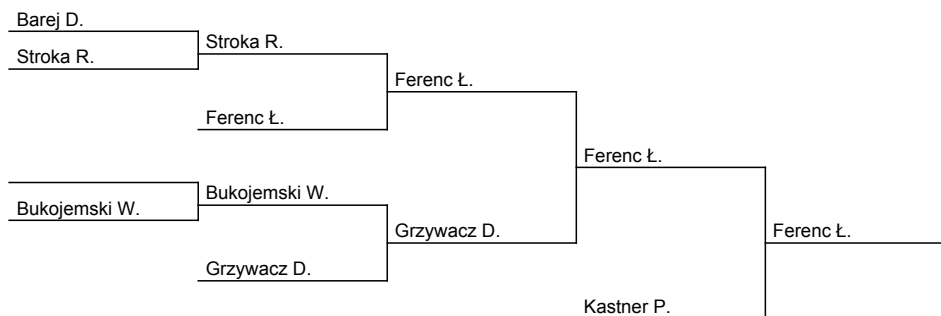 Barej D.
Stroka R.
Stroka R.
Ferenc Ł.
Ferenc Ł.
Ferenc Ł.
Bukojemski W.
Bukojemski W.
Grzywacz D.
Ferenc Ł.
Grzywacz D.
Kastner P.